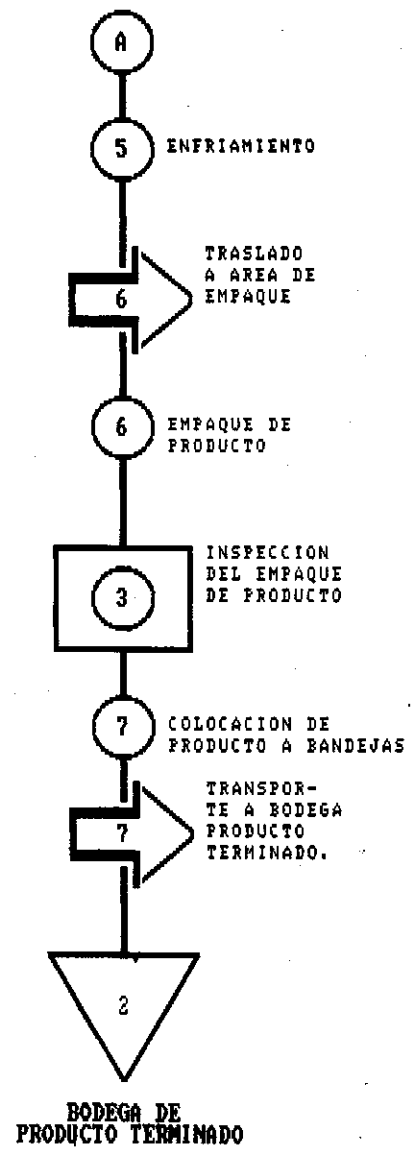 A
5 ENFRIAMIENTO
TRASLADO
A AREA DE
6 EMPAQUE
6 EMPAQUE DE
PRODUCTO
INSPECCION
DEL EMPAQUE
3 DE PRODUCTO
7 COLOCACION DE
PRODUCTO A BANDEJAS
TRANSPOR-
TE A BODEGA
7 PRODUCTO
TERMINADO.
2
BODEGA DE
PRODUCTO TERMINADO